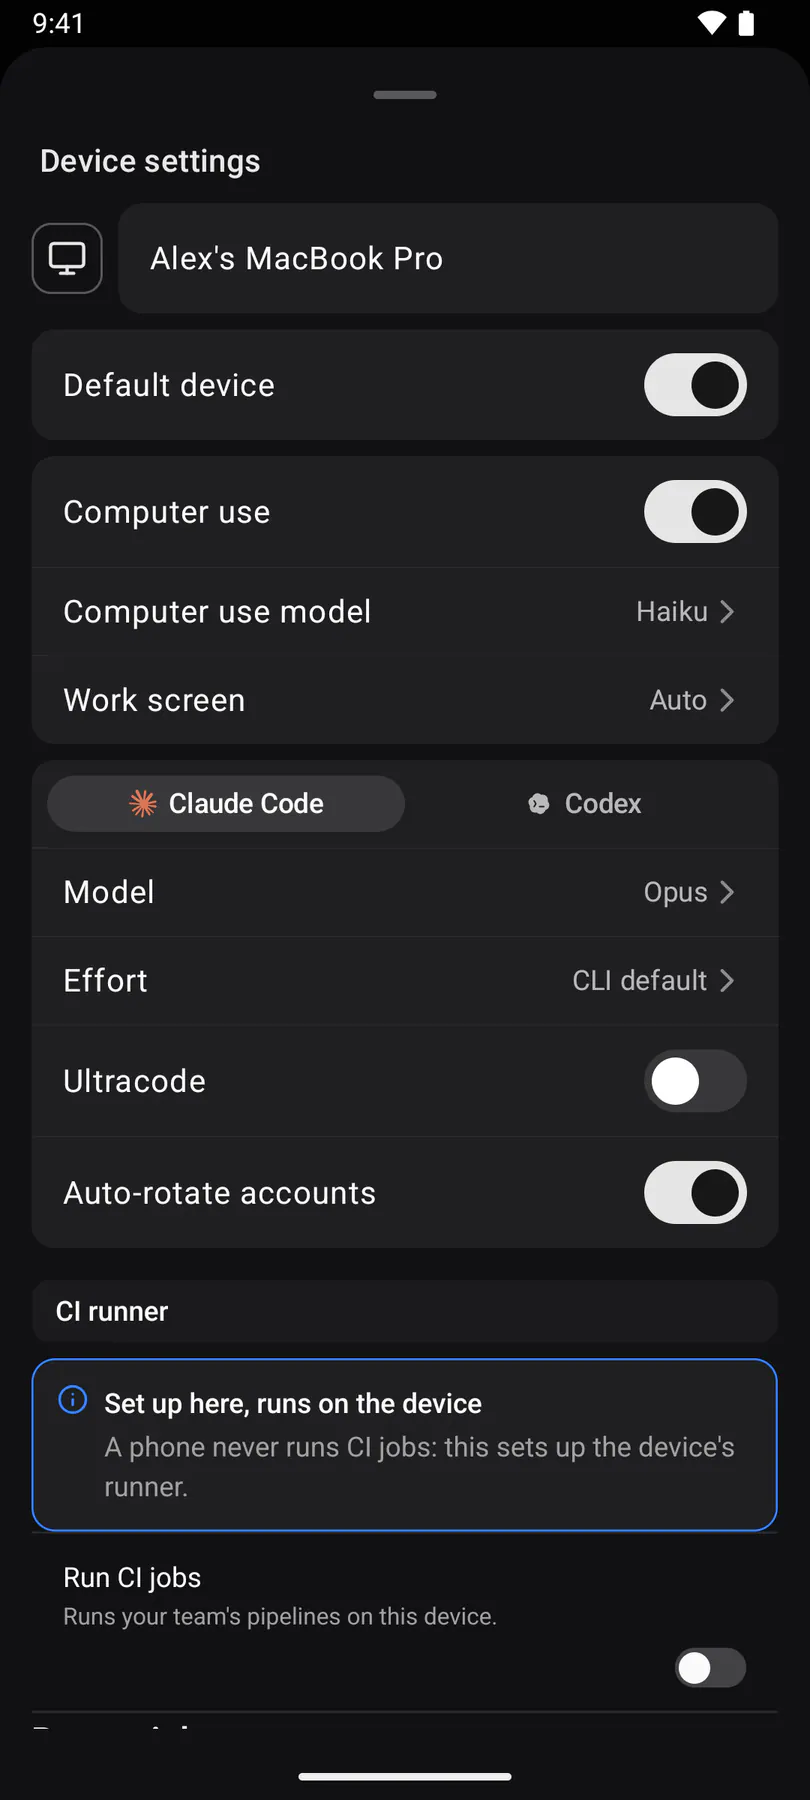 9:41
Device settings
Alex's MacBook Pro
Default device
Computer use
Computer use model
Haiku
Work screen
Auto
Claude Code
Codex
Model
Opus
Effort
CLI default
Ultracode
Auto-rotate accounts
CI runner
Set up here, runs on the device
A phone never runs CI jobs: this sets up the device's
runner.
Run CI jobs
Runs your team's pipelines on this device.